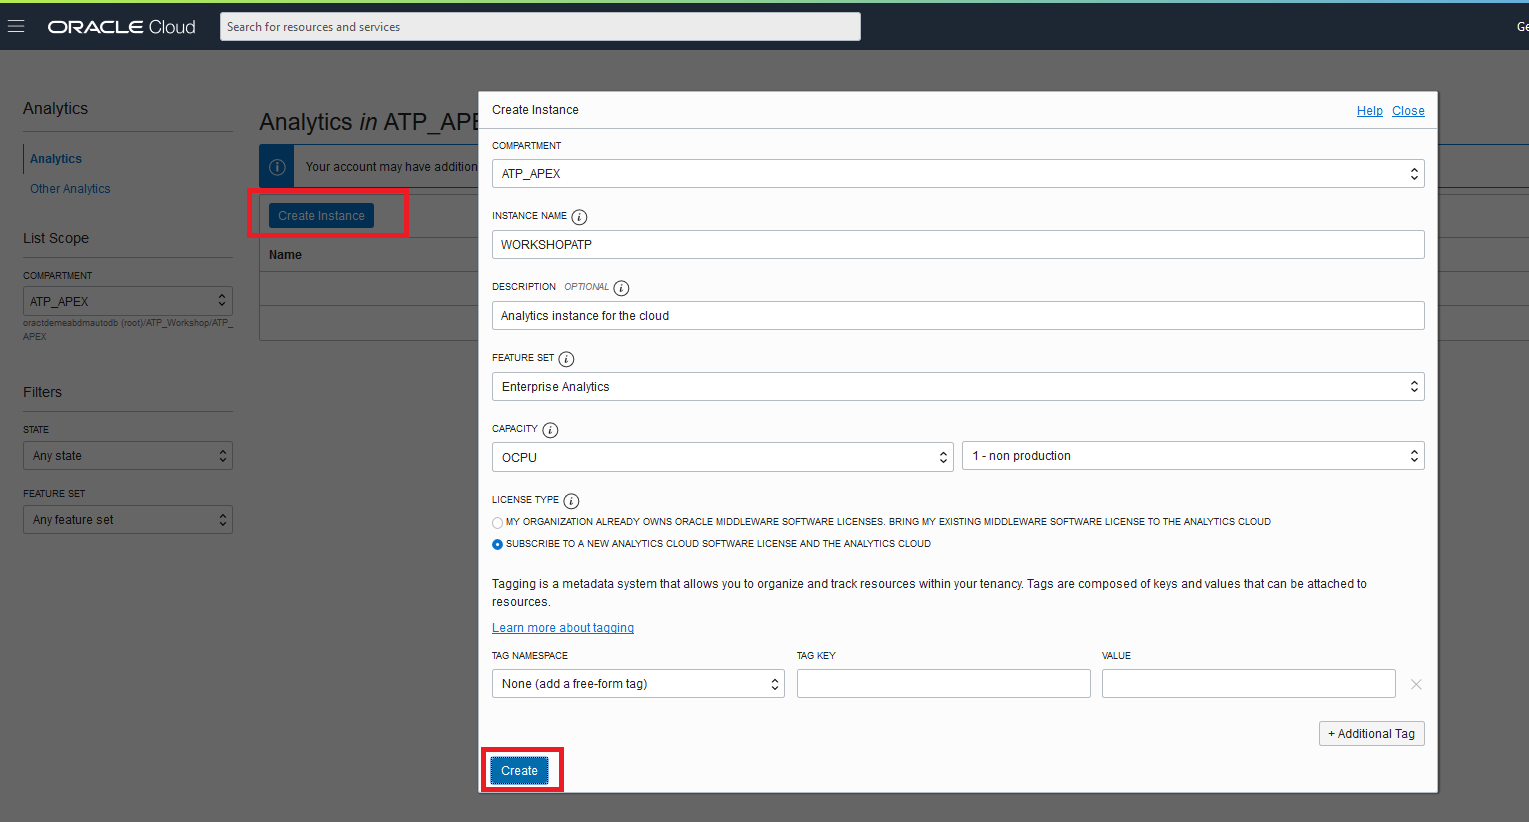 ORACLE Cloud
Search for resources and services
Analytics
Analytics
Other Analytics
List Scope
COMPARTMENT
ATP_APEX
oractdemeabdmautodb (root)/ATP_Workshop/ATP_
APEX
Filters
STATE
Any state
FEATURE SET
Any feature set
Analytics in ATP_APE
Your account may have addition
Create Instance
Name
Create Instance
Help Close
COMPARTMENT
ATP_APEX
INSTANCE NAME i
WORKSHOPATP
DESCRIPTION OPTIONAL i
Analytics instance for the cloud
FEATURE SET i
Enterprise Analytics
CAPACITY i
OCPU 1 - non production
LICENSE TYPE i
MY ORGANIZATION ALREADY OWNS ORACLE MIDDLEWARE SOFTWARE LICENSES. BRING MY EXISTING MIDDLEWARE SOFTWARE LICENSE TO THE ANALYTICS CLOUD
SUBSCRIBE TO A NEW ANALYTICS CLOUD SOFTWARE LICENSE AND THE ANALYTICS CLOUD
Tagging is a metadata system that allows you to organize and track resources within your tenancy. Tags are composed of keys and values that can be attached to
resources.
Learn more about tagging
TAG NAMESPACE TAG KEY VALUE
None (add a free-form tag)
+ Additional Tag
Create